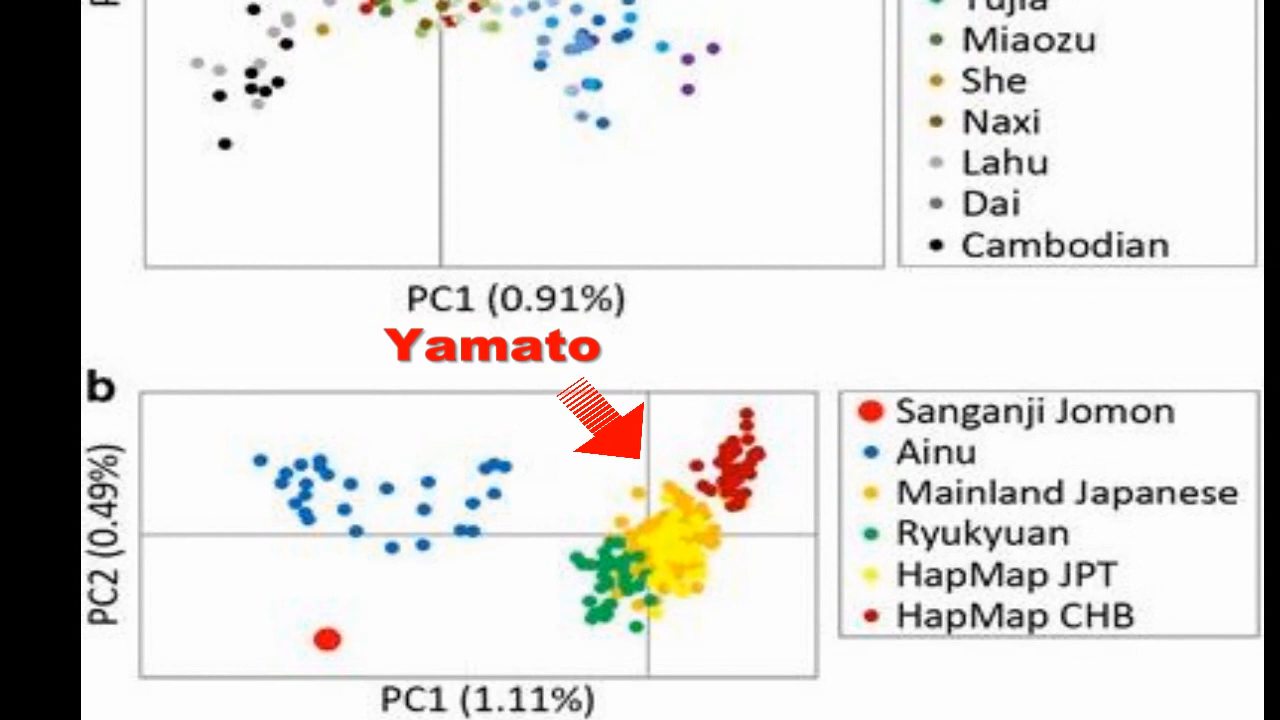 Miaozu
She
Naxi
Lahu
Dai
Cambodian
PC1 (0.91%)
Yamato
b
PC2 (0.49%)
Sanganji Jomon
Ainu
Mainland Japanese
Ryukyuan
HapMap JPT
HapMap CHB
PC1 (1.11%)